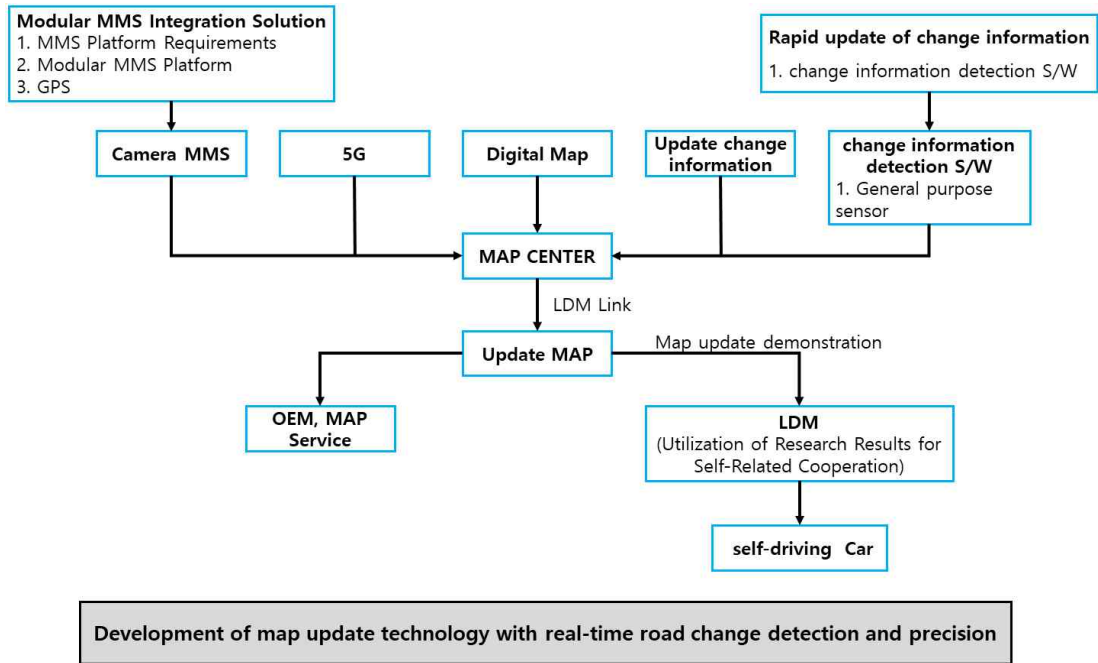 Modular MMS Integration Solution
1. MMS Platform Requirements
2. Modular MMS Platform
3. GPS
Rapid update of change information
1. change information detection S/W
Camera MMS
5G
Digital Map
Update change
information
change information
detection S/W
1. General purpose
sensor
MAP CENTER
LDM Link
Update MAP
Map update demonstration
OEM, MAP
Service
LDM
(Utilization of Research Results for
Self-Related Cooperation)
self-driving Car
Development of map update technology with real-time road change detection and precision